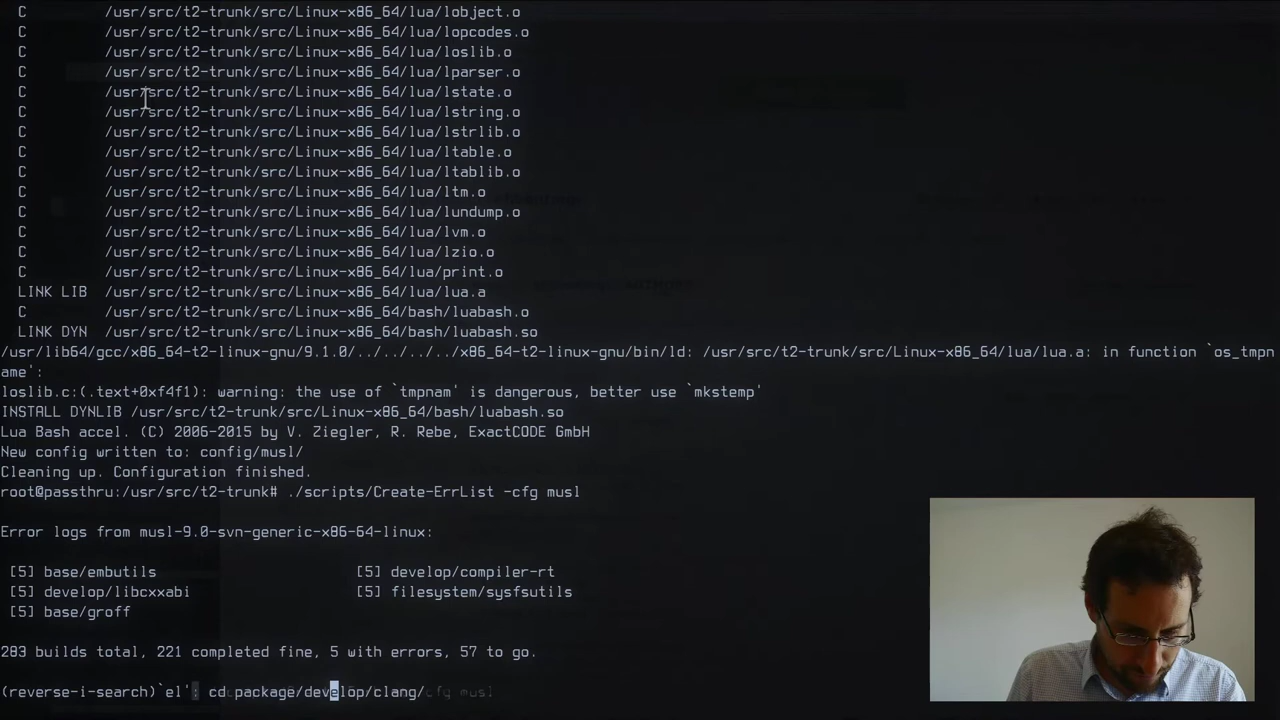 C /usr/src/t2-trunk/src/Linux-x86_64/lua/lobject.o
C /usr/src/t2-trunk/src/Linux-x86_64/lua/lopcodes.o
C /usr/src/t2-trunk/src/Linux-x86_64/lua/loslib.o
C /usr/src/t2-trunk/src/Linux-x86_64/lua/lparser.o
C /usr/src/t2-trunk/src/Linux-x86_64/lua/lstate.o
C /usr/src/t2-trunk/src/Linux-x86_64/lua/lstring.o
C /usr/src/t2-trunk/src/Linux-x86_64/lua/lstrlib.o
C /usr/src/t2-trunk/src/Linux-x86_64/lua/ltable.o
C /usr/src/t2-trunk/src/Linux-x86_64/lua/ltablib.o
C /usr/src/t2-trunk/src/Linux-x86_64/lua/ltm.o
C /usr/src/t2-trunk/src/Linux-x86_64/lua/lundump.o
C /usr/src/t2-trunk/src/Linux-x86_64/lua/lvm.o
C /usr/src/t2-trunk/src/Linux-x86_64/lua/lzio.o
C /usr/src/t2-trunk/src/Linux-x86_64/lua/print.o
LINK LIB /usr/src/t2-trunk/src/Linux-x86_64/lua/lua.a
C /usr/src/t2-trunk/src/Linux-x86_64/bash/luabash.o
LINK DYN /usr/src/t2-trunk/src/Linux-x86_64/bash/luabash.so
/usr/lib64/gcc/x86_64-t2-linux-gnu/9.1.0/../../../../x86_64-t2-linux-gnu/bin/ld: /usr/src/t2-trunk/src/Linux-x86_64/lua/lua.a: in function `os_tmpn
ame':
loslib.c:(.text+0xf4f1): warning: the use of `tmpnam' is dangerous, better use `mkstemp'
INSTALL DYNLIB /usr/src/t2-trunk/src/Linux-x86_64/bash/luabash.so
Lua Bash accel. (C) 2006-2015 by V. Ziegler, R. Rebe, ExactCODE GmbH
New config written to: config/musl/
Cleaning up. Configuration finished.
root@passthru:/usr/src/t2-trunk# ./scripts/Create-ErrList -cfg musl
Error logs from musl-9.0-svn-generic-x86-64-linux:
[5] base/embutils [5] develop/compiler-rt
[5] develop/libcxxabi [5] filesystem/sysfsutils
[5] base/groff
283 builds total, 221 completed fine, 5 with errors, 57 to go.
(reverse-i-search)`el': cd package/develop/clang/cfg musl